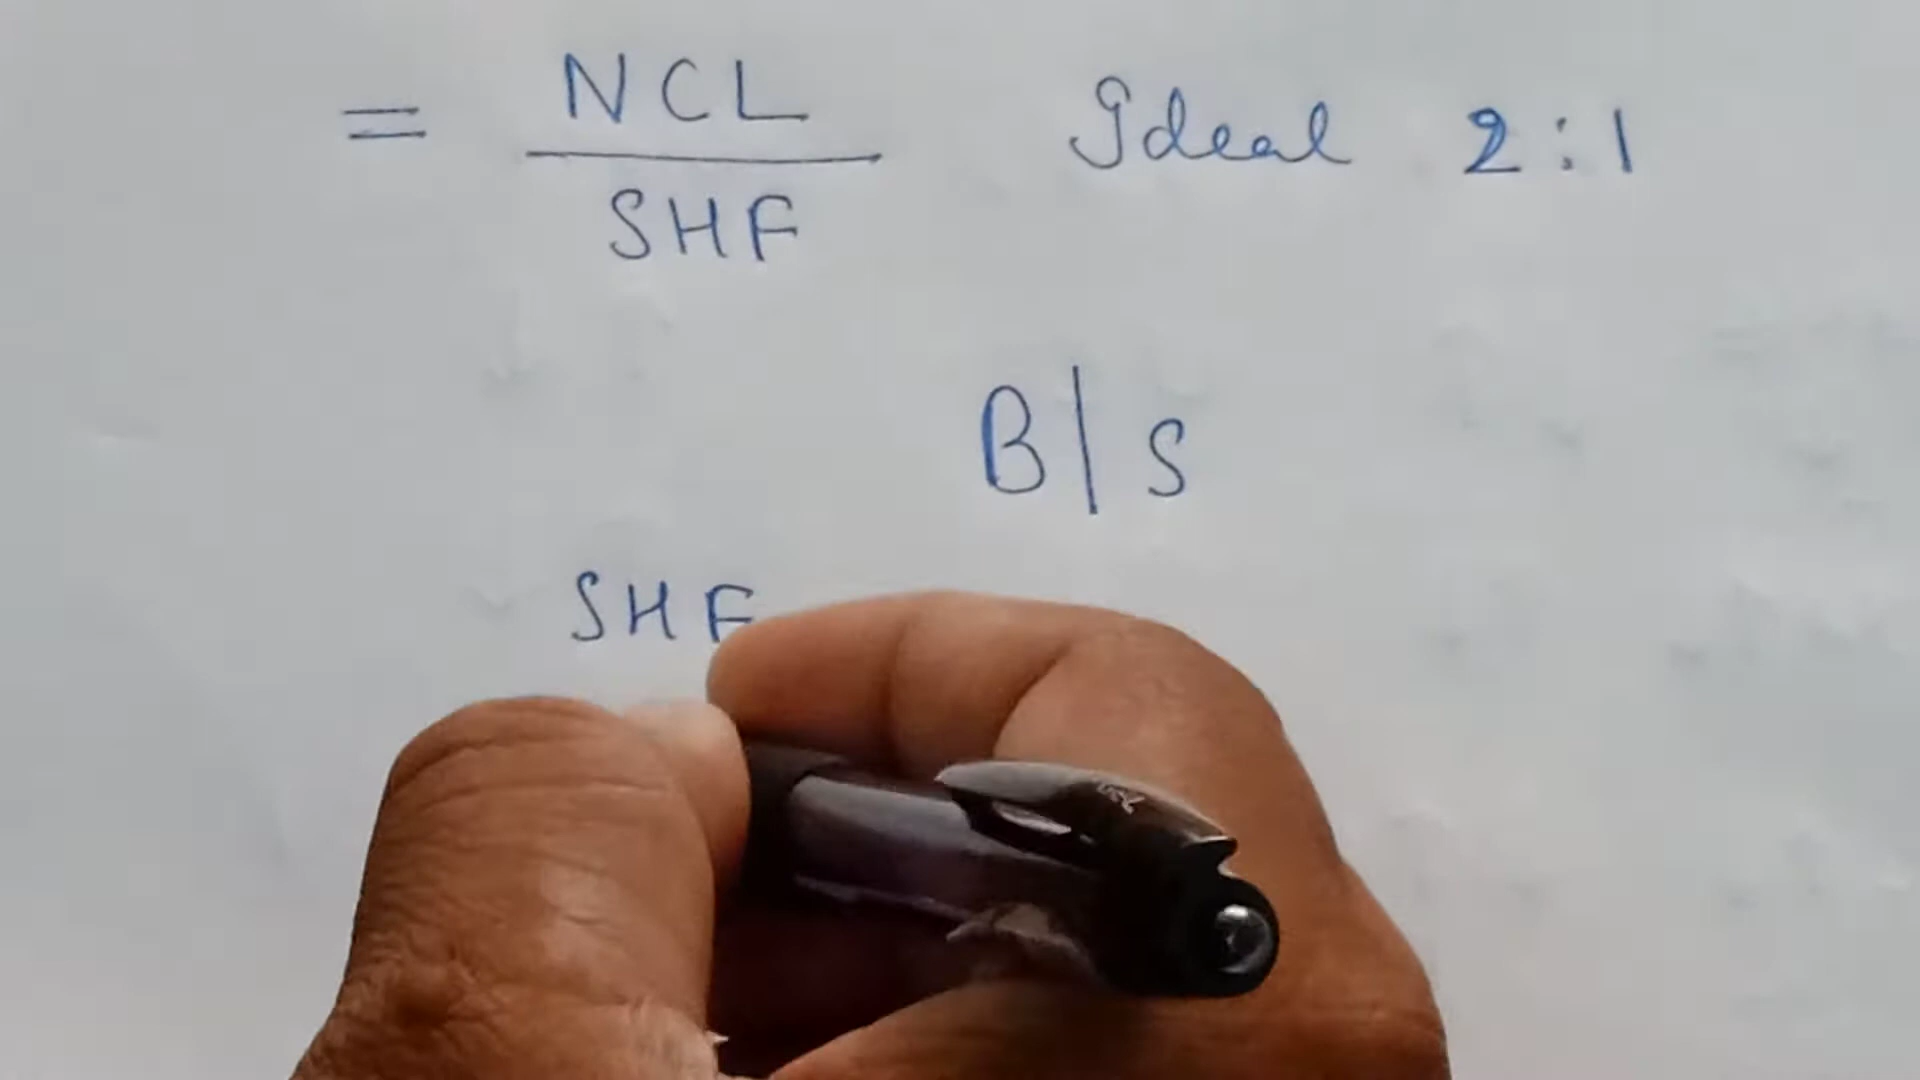 = NCL / SHF Ideal 2:1
B|S
SHF